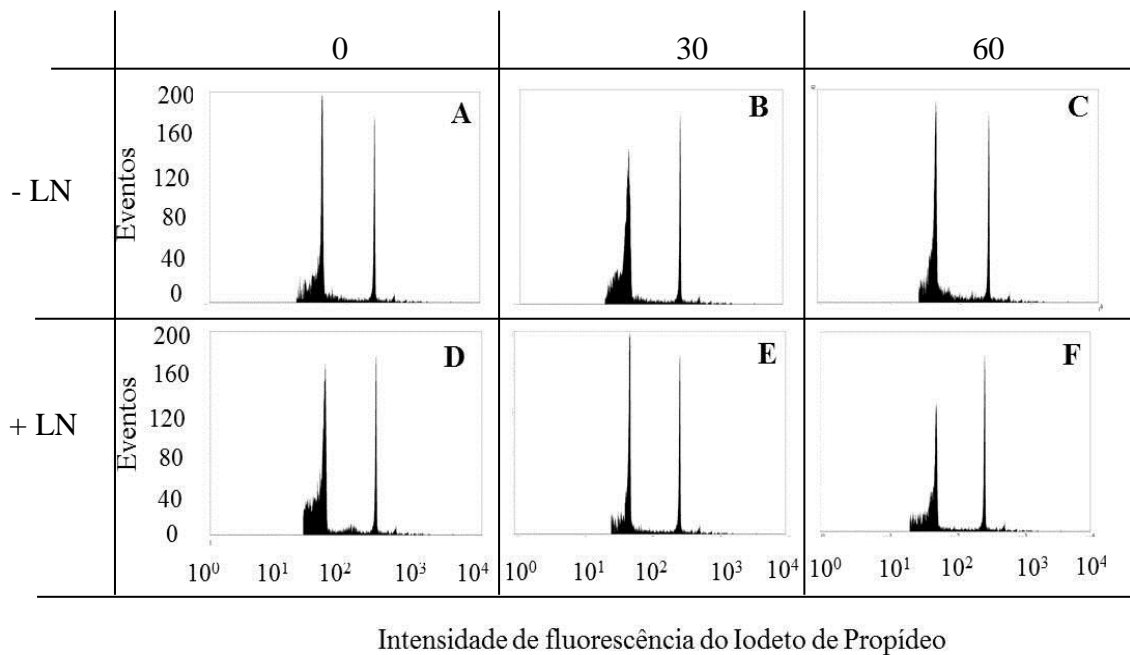 0 30 60
- LN
Eventos
200
160
120
80
40
0
A
B
C
+ LN
Eventos
200
160
120
80
40
0
D
E
F
10⁰ 10¹ 10² 10³ 10⁴
10⁰ 10¹ 10² 10³ 10⁴
10⁰ 10¹ 10² 10³ 10⁴
Intensidade de fluorescência do Iodeto de Propídeo